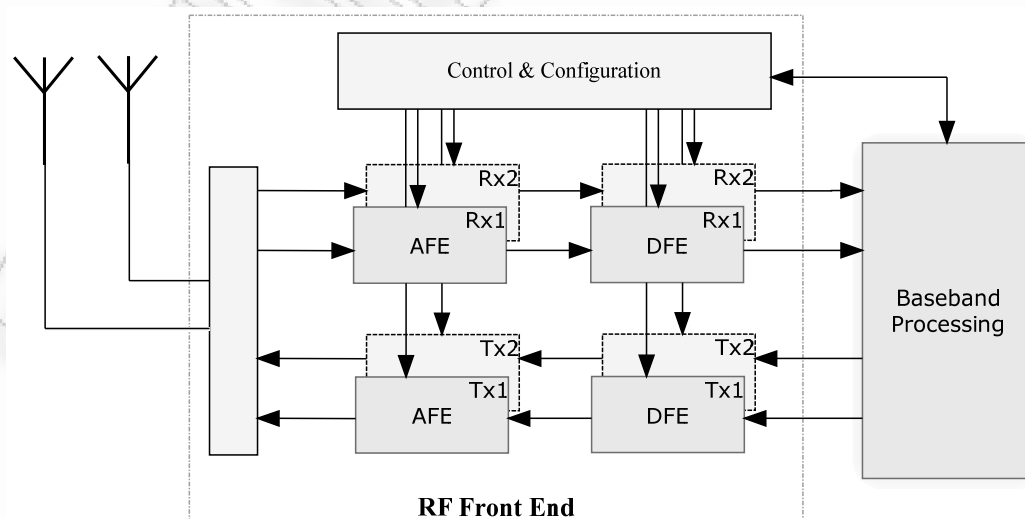 Control & Configuration
Rx2
Rx2
Rx1
Rx1
AFE
DFE
Baseband
Processing
Tx2
Tx2
Tx1
Tx1
AFE
DFE
RF Front End